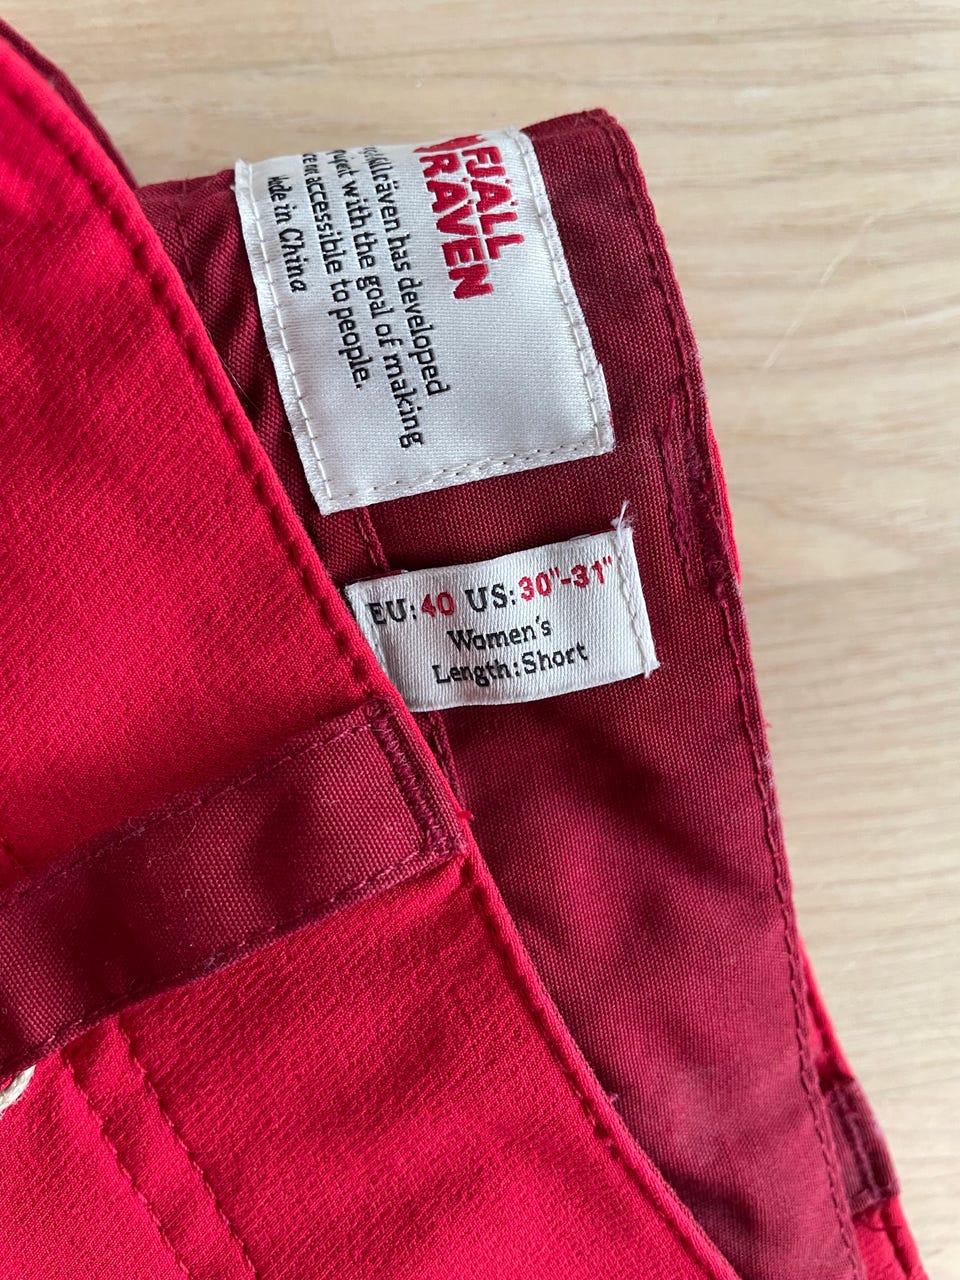 FJÄLL
RÄVEN
has developed
with the goal of making
accessible to people.
in China
EU: 40 US: 30"-31"
Women's
Length: Short